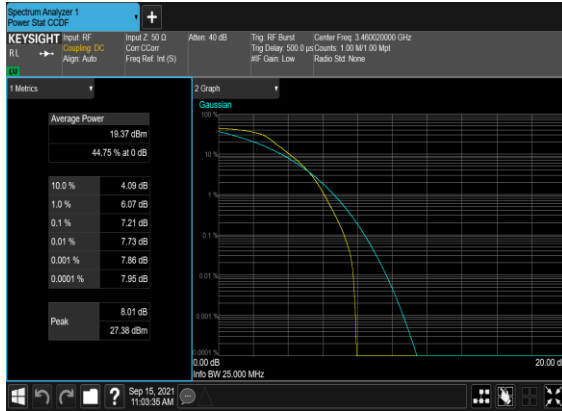 Spectrum Analyzer 1
Power Stat CCDF
+
KEYSIGHT
RL
Input: RF
Coupling: DC
Align: Auto
Input Z: 50 Ω
Corr CCorr
Freq Ref: Int (S)
Atten: 40 dB
Trig: RF Burst
Trig Delay: 500.0 µs
#IF Gain: Low
Center Freq: 3.460020000 GHz
Counts: 1.00 M/1.00 Mpt
Radio Std: None
1 Metrics
Average Power
19.37 dBm
44.75 % at 0 dB
10.0 % 4.09 dB
1.0 % 6.07 dB
0.1 % 7.21 dB
0.01 % 7.73 dB
0.001 % 7.86 dB
0.0001 % 7.95 dB
Peak
8.01 dB
27.38 dBm
2 Graph
Gaussian
100 %
10 %
1 %
0.1 %
0.01 %
0.001 %
0.0001 %
0.00 dB
20.00 d
Info BW 25.000 MHz
?
Sep 15, 2021
11:03:35 AM